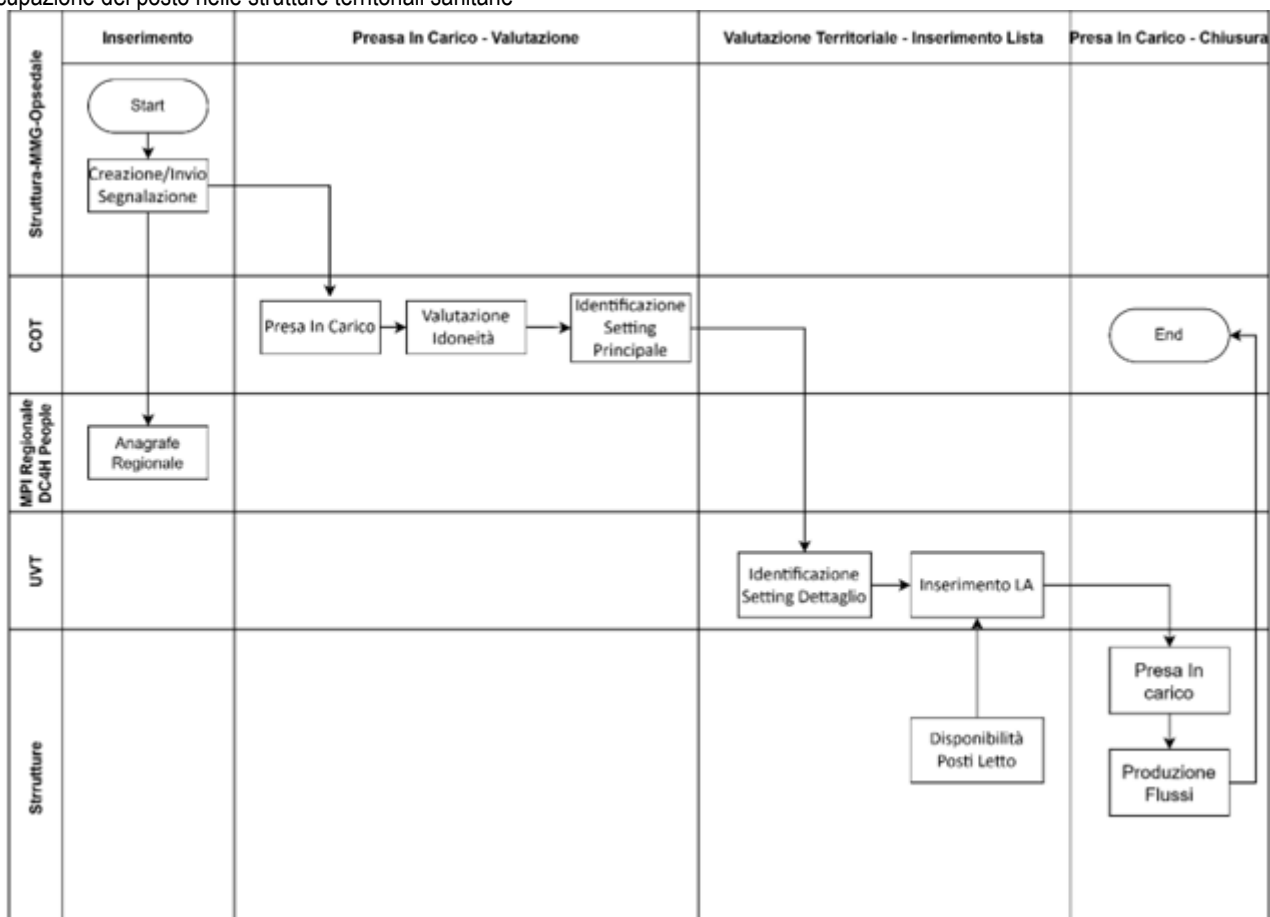 cupazione del posto nelle strutture territoriali sanitarie
Inserimento
Preasa In Carico - Valutazione
Valutazione Territoriale - Inserimento Lista
Presa In Carico - Chiusura
Struttura-MMG-Opsedale
Start
Creazione/Invio
Segnalazione
COT
Presa In Carico
Valutazione
Idoneità
Identificazione
Setting
Principale
End
MPI Regionale
DC4H People
Anagrafe
Regionale
UVT
Identificazione
Setting Dettaglio
Inserimento LA
Strrutture
Disponibilità
Posti Letto
Presa In
carico
Produzione
Flussi